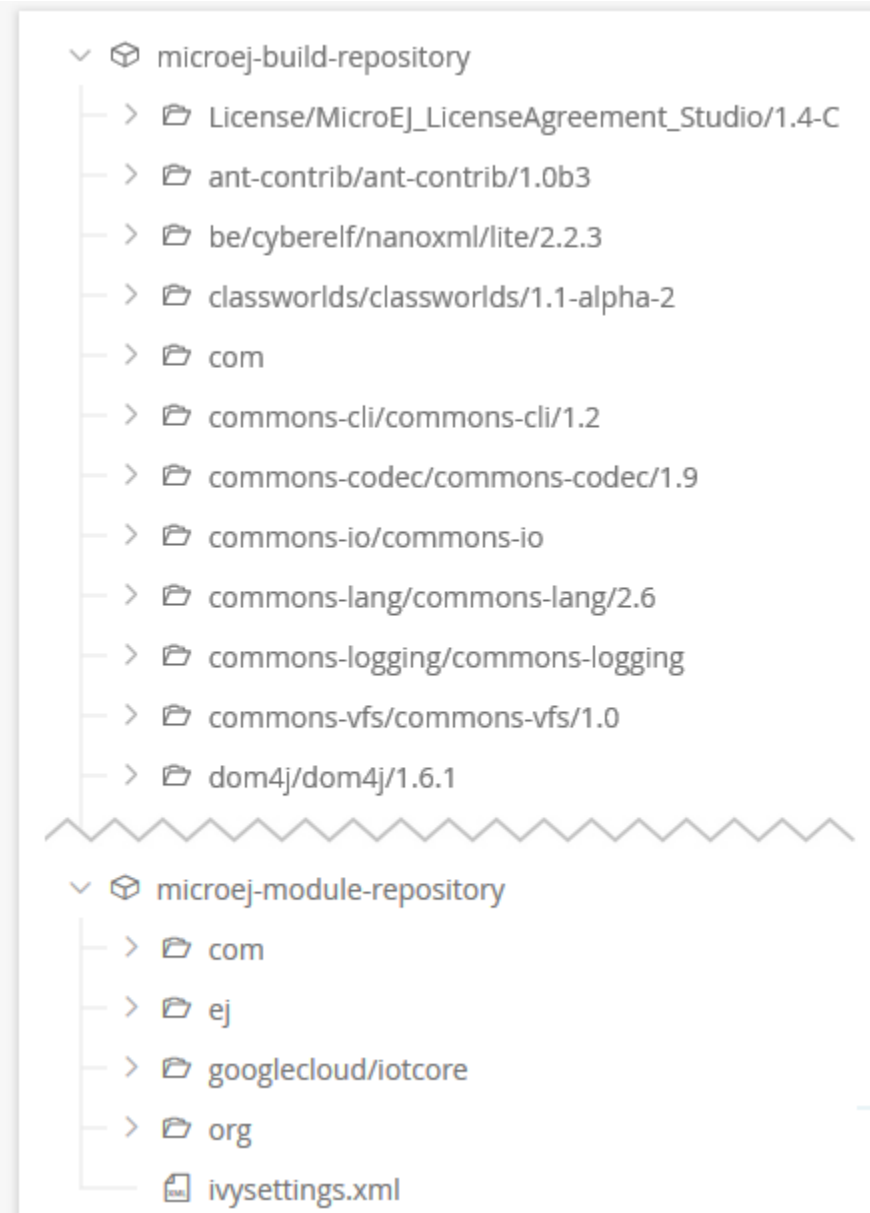 microej-build-repository
License/MicroEJ_LicenseAgreement_Studio/1.4-C
ant-contrib/ant-contrib/1.0b3
be/cyberelf/nanoxml/lite/2.2.3
classworlds/classworlds/1.1-alpha-2
com
commons-cli/commons-cli/1.2
commons-codec/commons-codec/1.9
commons-io/commons-io
commons-lang/commons-lang/2.6
commons-logging/commons-logging
commons-vfs/commons-vfs/1.0
dom4j/dom4j/1.6.1
microej-module-repository
com
ej
googlecloud/iotcore
org
ivysettings.xml